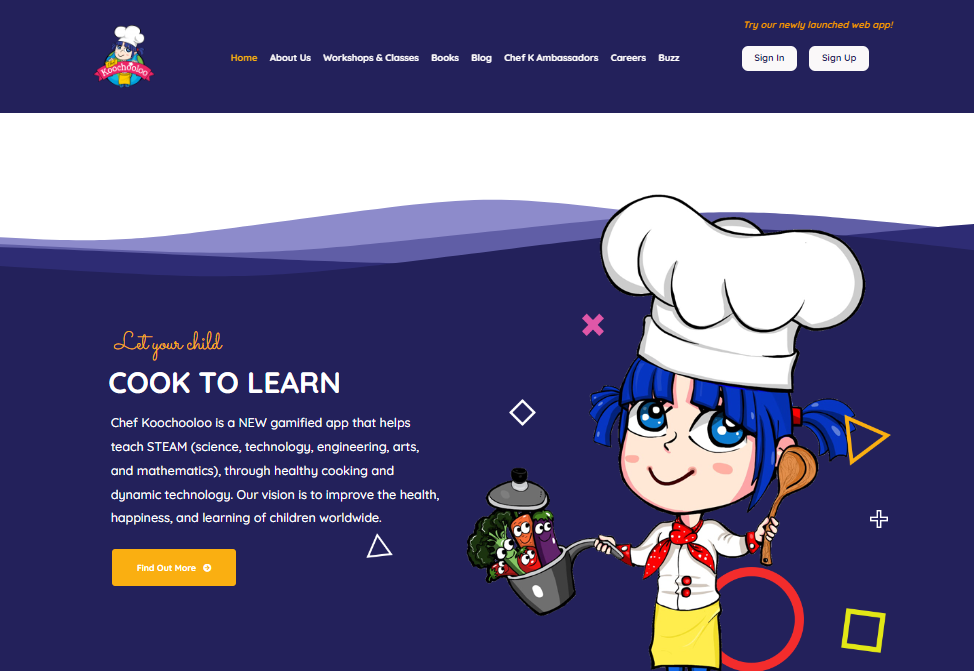 Try our newly launched web app!
Koochooloo
Home About Us Workshops & Classes Books Blog Chef K Ambassadors Careers Buzz
Sign In Sign Up
Let your child
COOK TO LEARN
Chef Koochooloo is a NEW gamified app that helps
teach STEAM (science, technology, engineering, arts,
and mathematics), through healthy cooking and
dynamic technology. Our vision is to improve the health,
happiness, and learning of children worldwide.
Find Out More